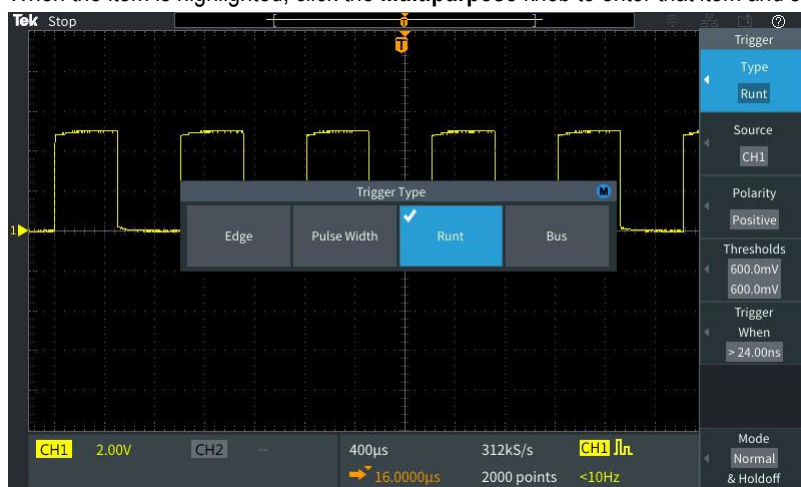 When the item is highlighted, click the Multipurpose knob to enter that item and
Tek Stop
T
T
Trigger
Type
Runt
Source
CH1
Polarity
Positive
Thresholds
600.0mV
600.0mV
Trigger
When
> 24.00ns
1
Trigger Type M
Edge Pulse Width Runt Bus
CH1 2.00V CH2 --
400µs 312kS/s CH1
16.0000µs 2000 points <10Hz
Mode
Normal
& Holdoff